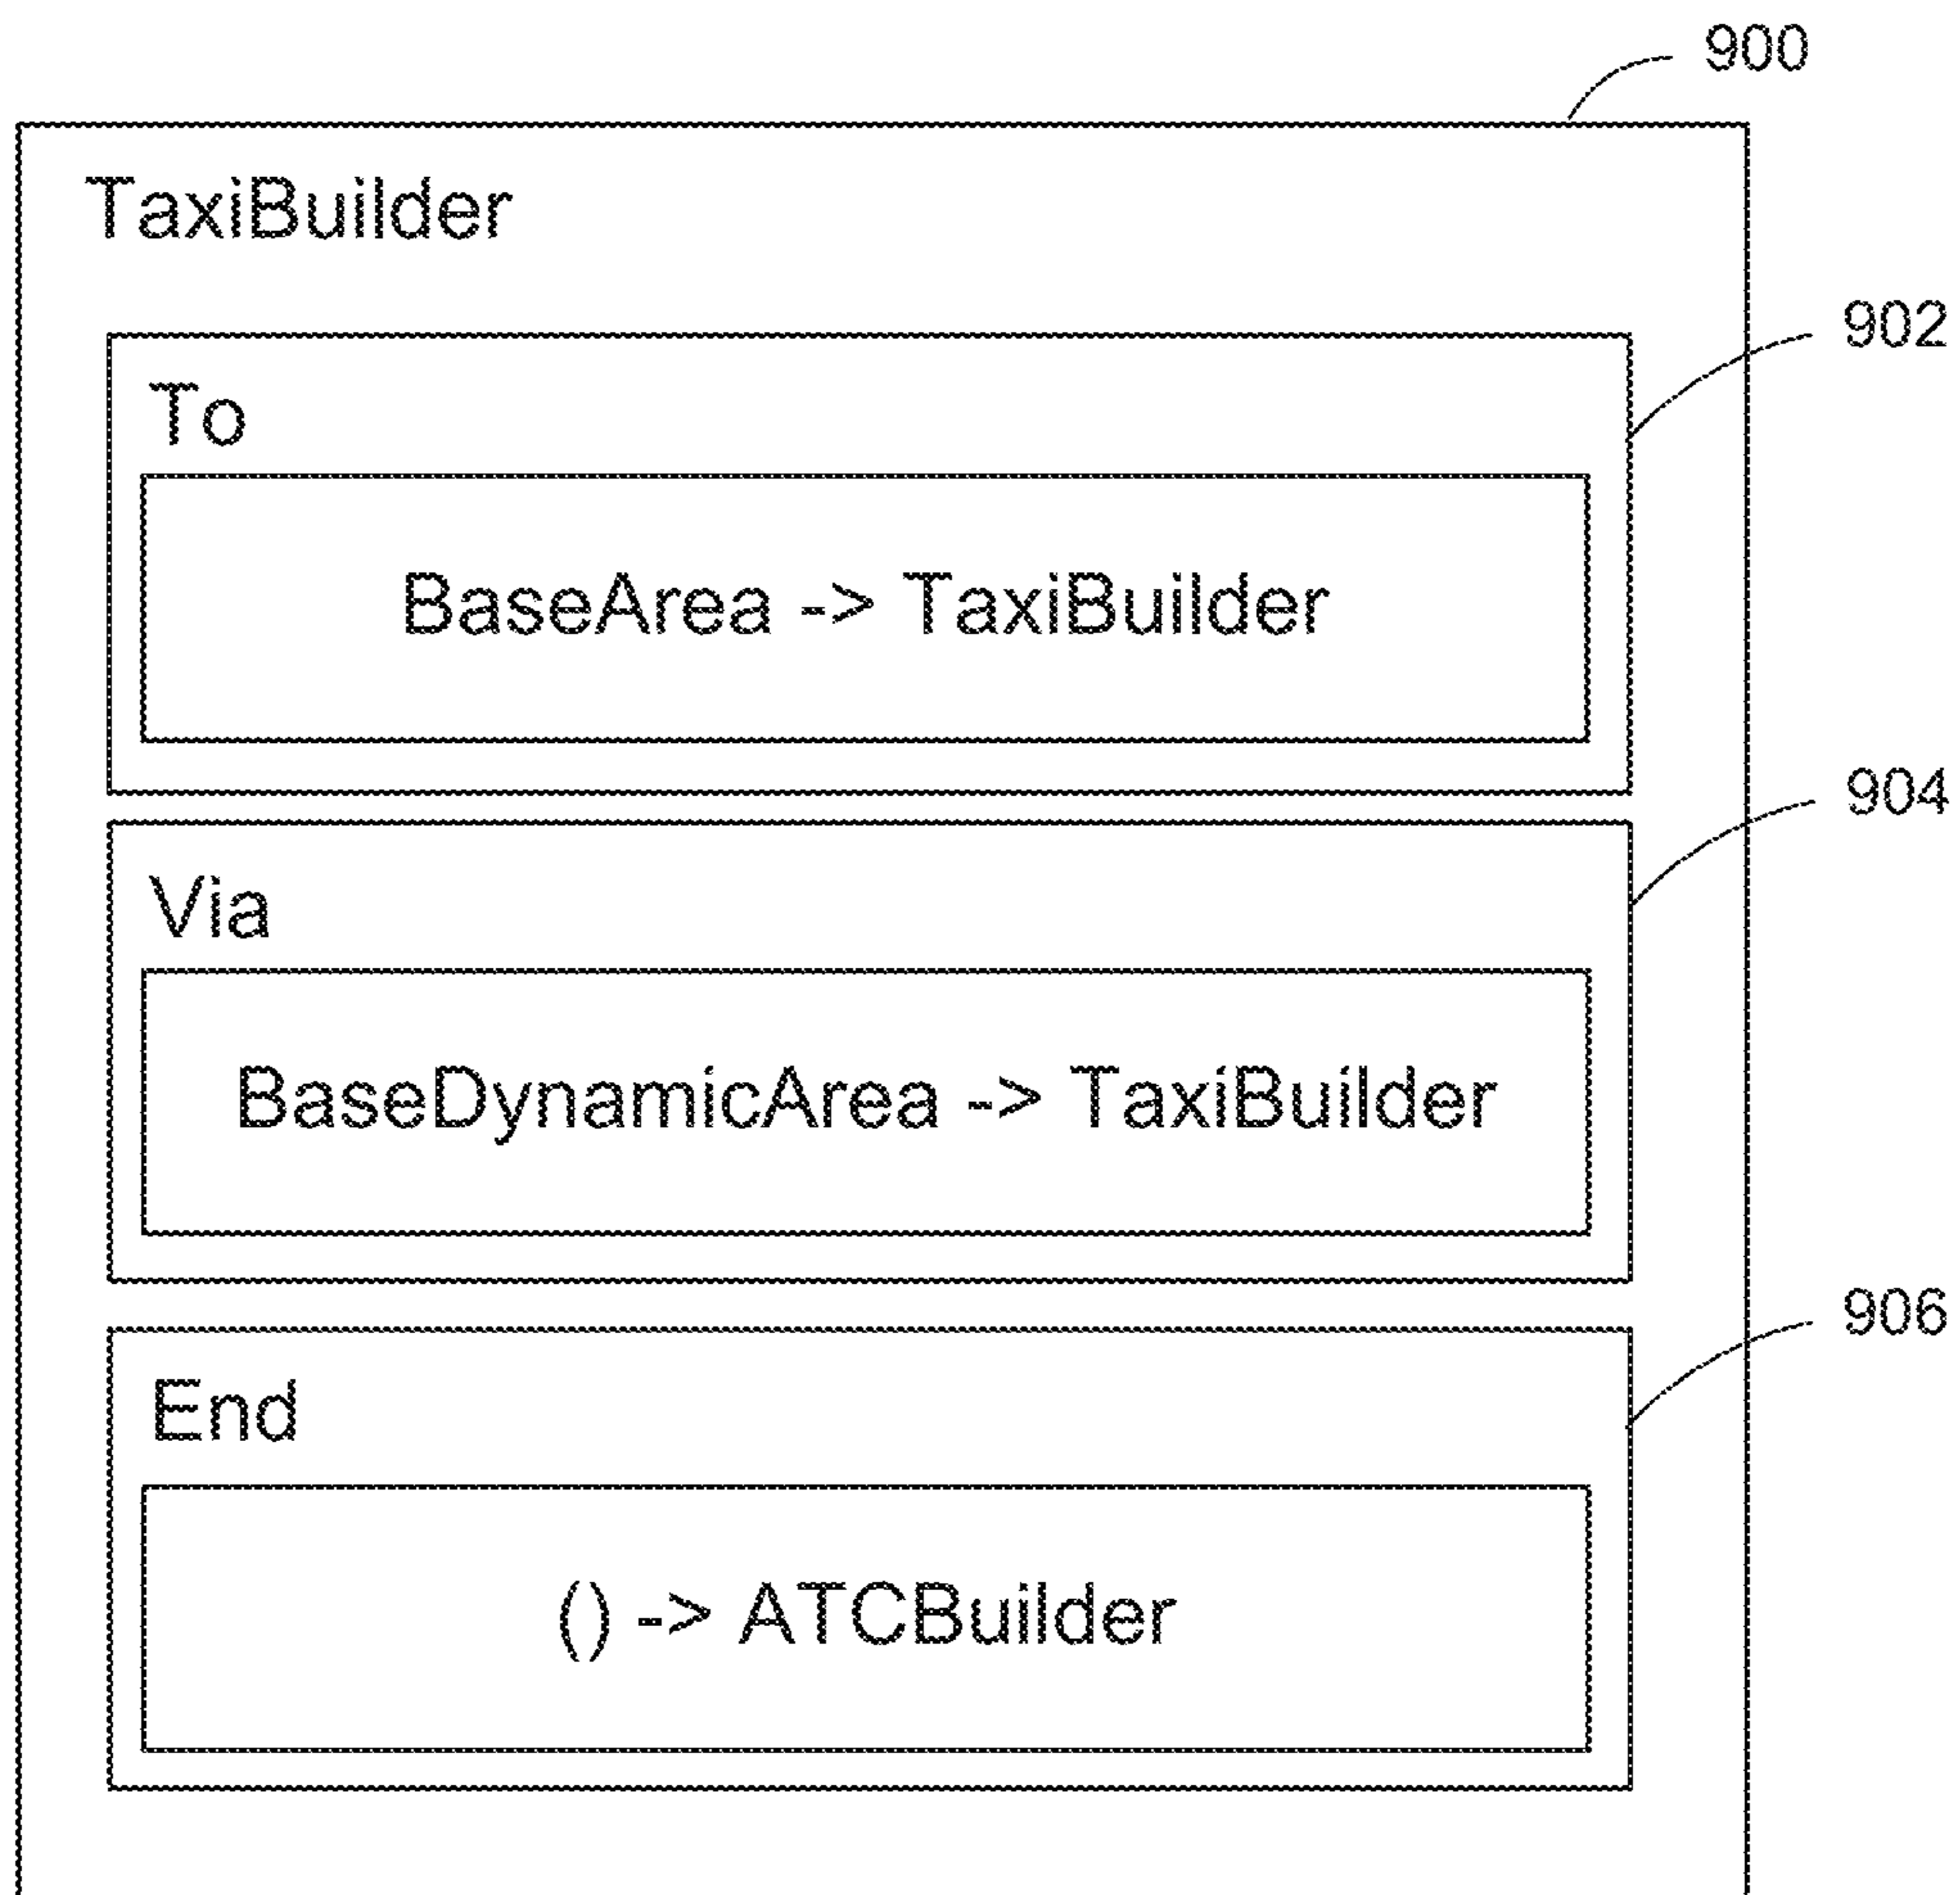 900
TaxiBuilder
902
To
BaseArea -> TaxiBuilder
904
Via
BaseDynamicArea -> TaxiBuilder
906
End
() -> ATCBuilder